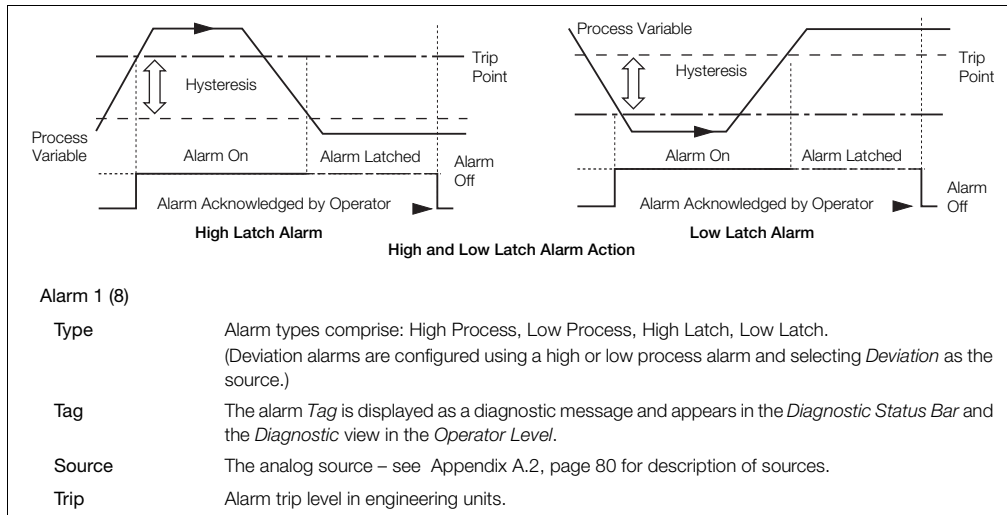 Process Variable
Trip Point
Hysteresis
Alarm On
Alarm Latched
Alarm Off
Alarm Acknowledged by Operator
High Latch Alarm
Process Variable
Trip Point
Hysteresis
Alarm On
Alarm Latched
Alarm Off
Alarm Acknowledged by Operator
Low Latch Alarm
High and Low Latch Alarm Action
Alarm 1 (8)
Type Alarm types comprise: High Process, Low Process, High Latch, Low Latch.
(Deviation alarms are configured using a high or low process alarm and selecting Deviation as the
source.)
Tag The alarm Tag is displayed as a diagnostic message and appears in the Diagnostic Status Bar and
the Diagnostic view in the Operator Level.
Source The analog source – see Appendix A.2, page 80 for description of sources.
Trip Alarm trip level in engineering units.